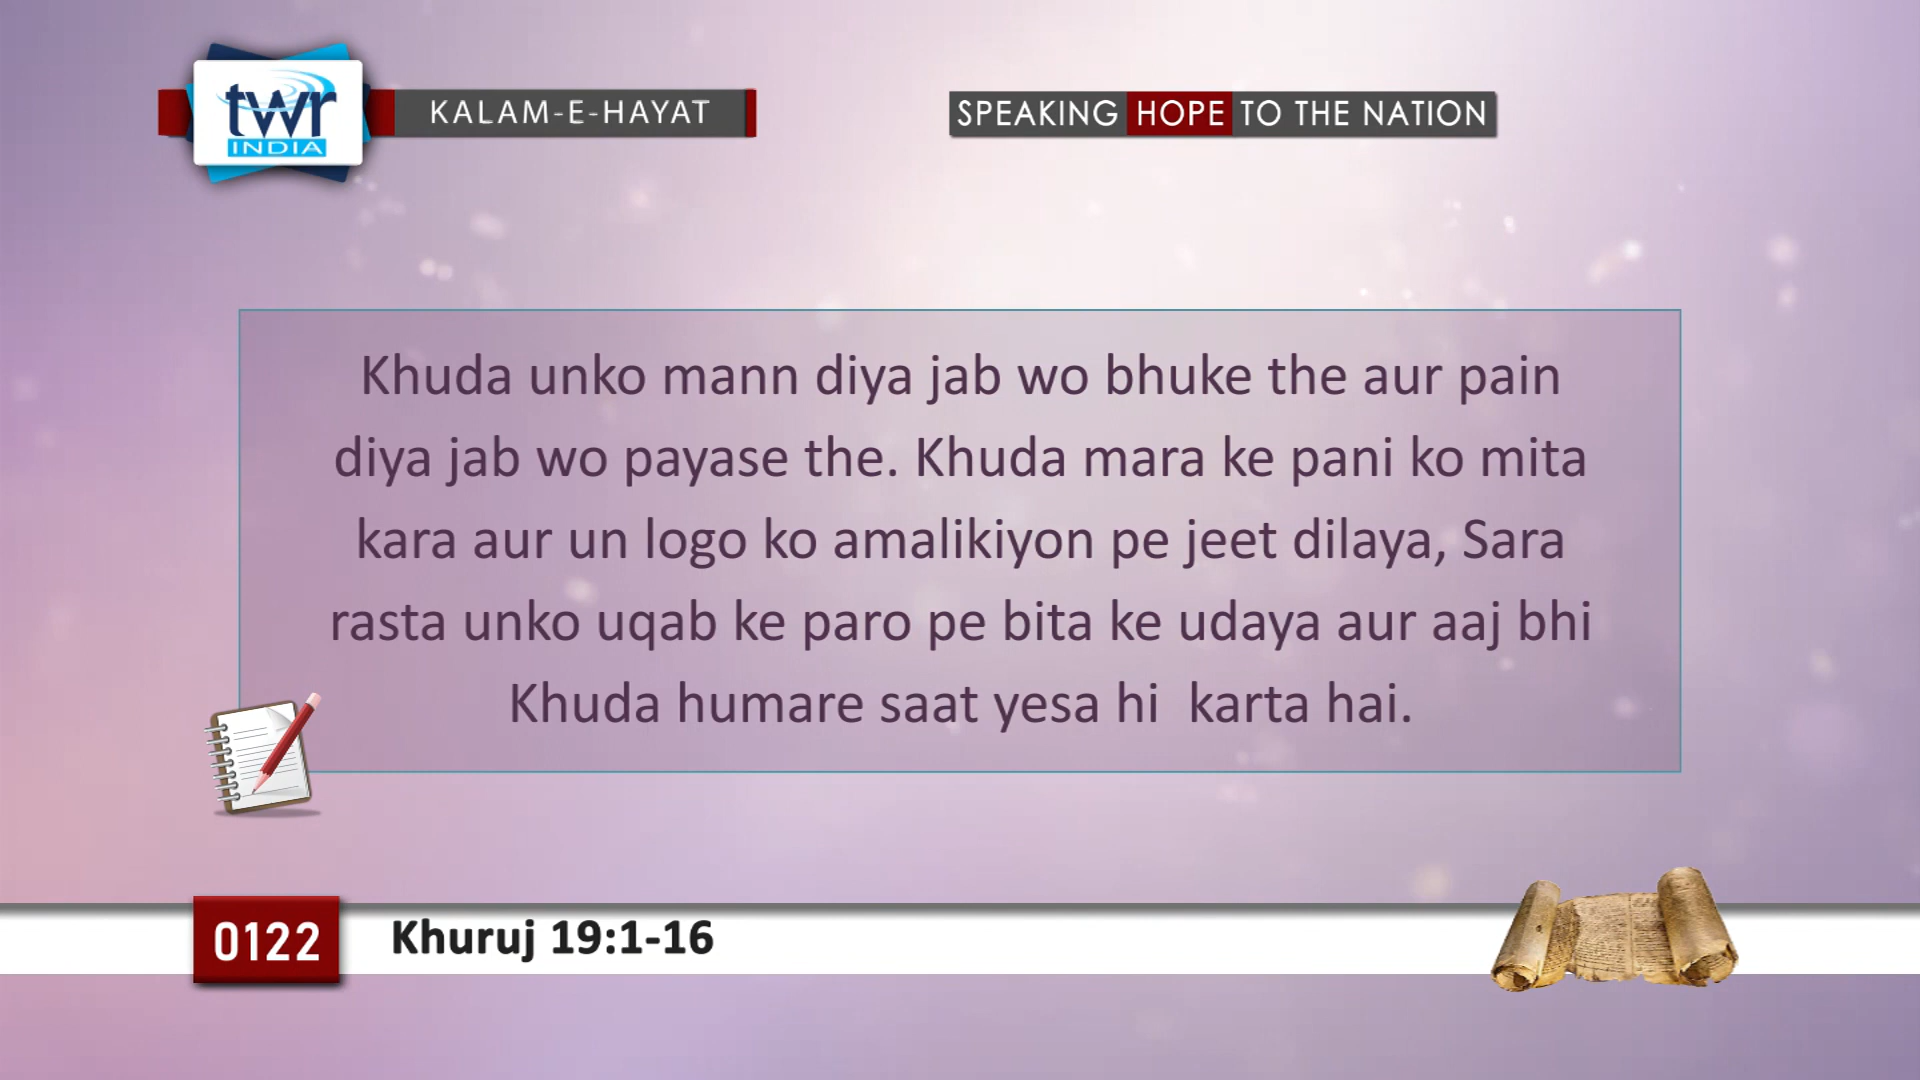 twr
INDIA
KALAM-E-HAYAT
SPEAKING HOPE TO THE NATION
Khuda unko mann diya jab wo bhuke the aur pain
diya jab wo payase the. Khuda mara ke pani ko mita
kara aur un logo ko amalikiyon pe jeet dilaya, Sara
rasta unko uqab ke paro pe bita ke udaya aur aaj bhi
Khuda humare saat yesa hi  karta hai.
0122
Khuruj 19:1-16